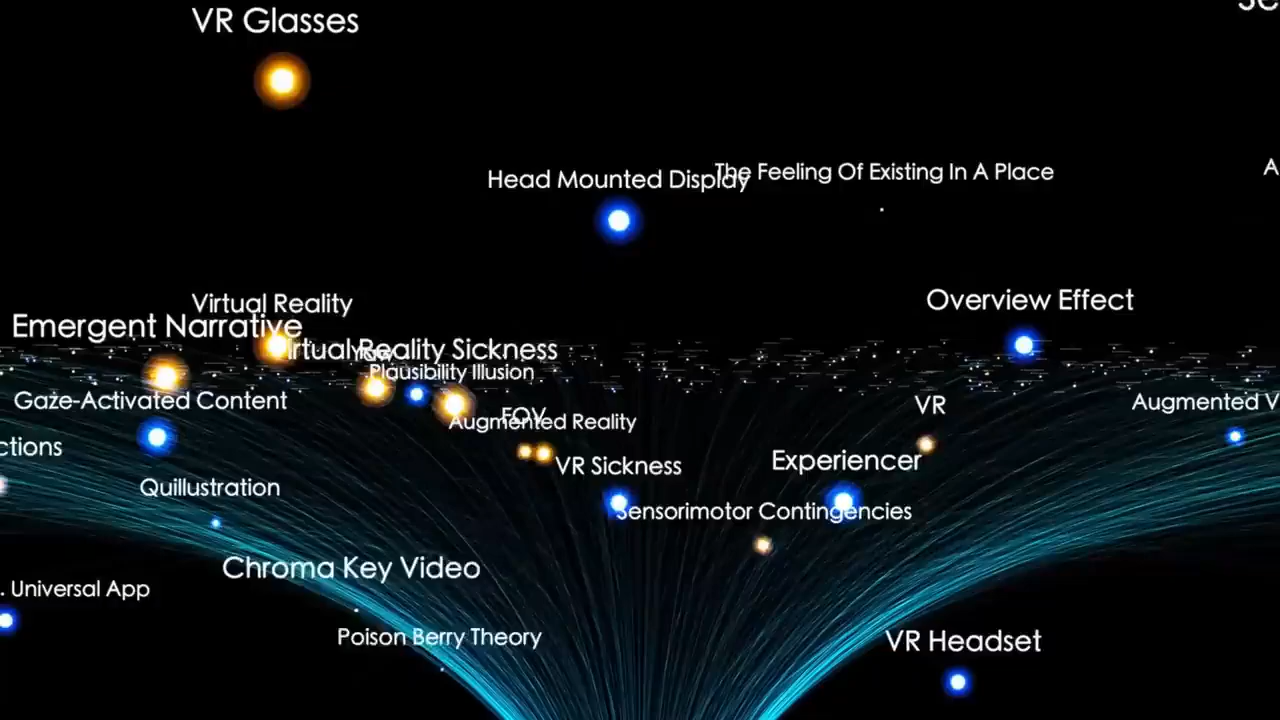 VR Glasses
Head Mounted Display
The Feeling Of Existing In A Place
A
Virtual Reality
Overview Effect
Emergent Narrative
Virtual Reality Sickness
Plausibility Illusion
Gaze-Activated Content
VR
Augmented V
FOV
Augmented Reality
ctions
VR Sickness
Experiencer
Quillustration
Sensorimotor Contingencies
Chroma Key Video
. Universal App
Poison Berry Theory
VR Headset